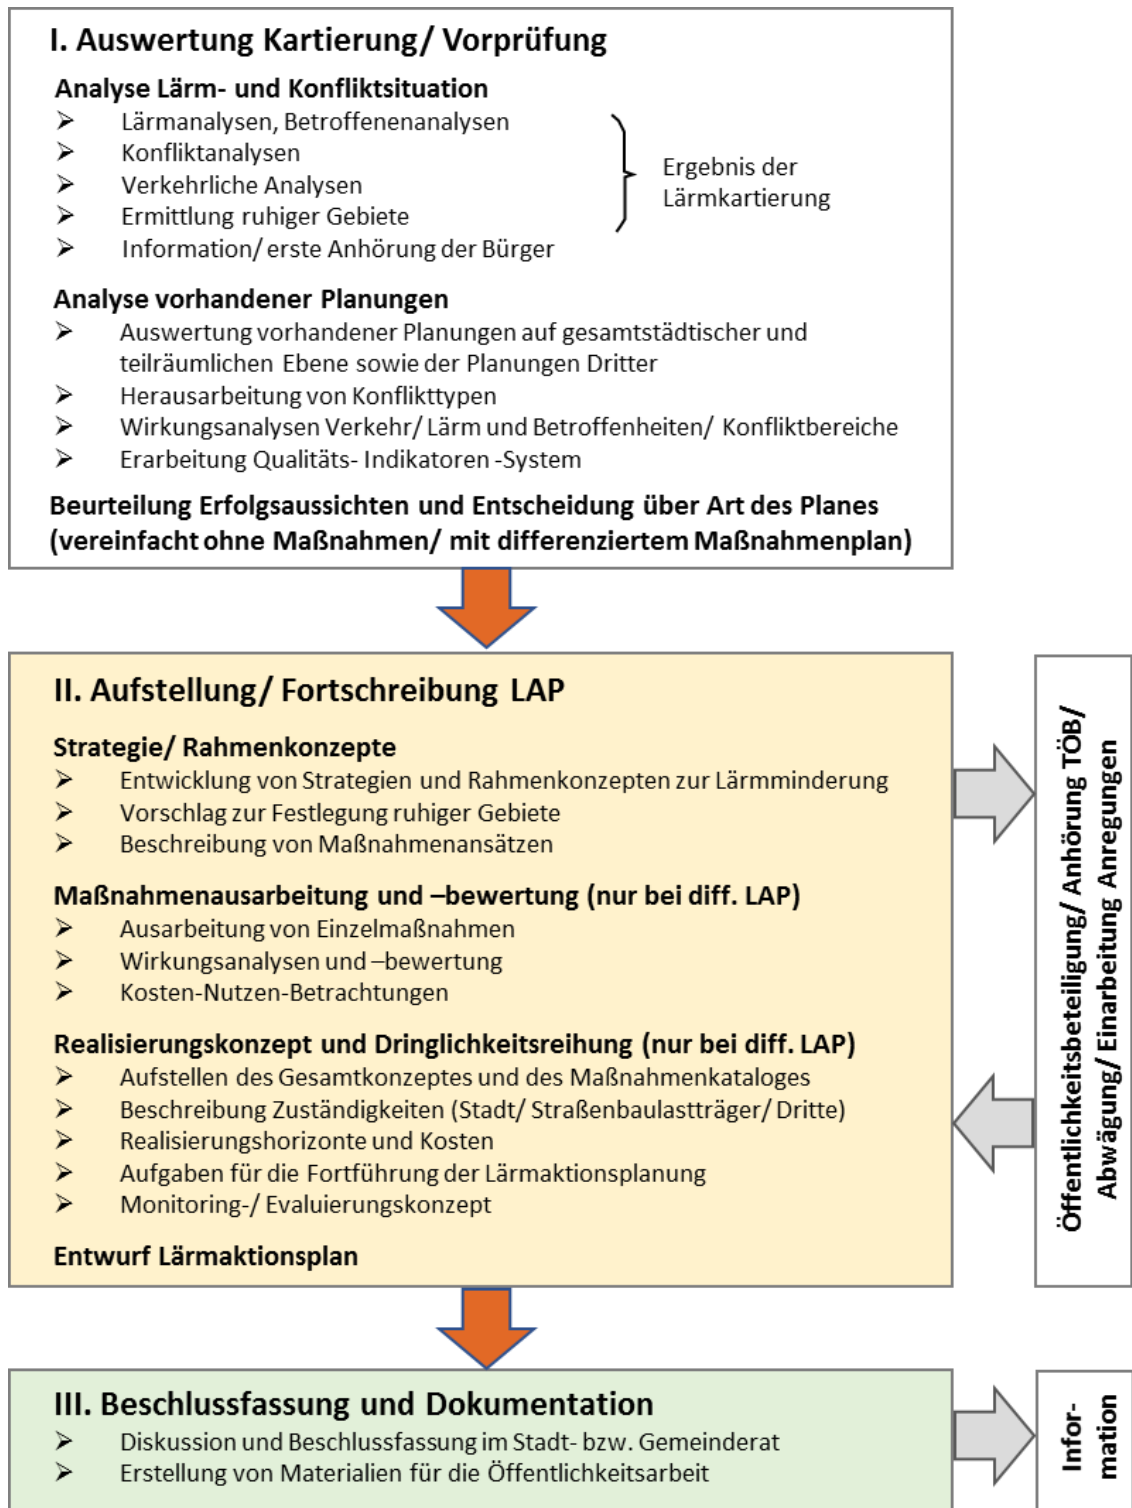 I. Auswertung Kartierung/ Vorprüfung
Analyse Lärm- und Konfliktsituation
➢ Lärmanalysen, Betroffenenanalysen
➢ Konfliktanalysen
➢ Verkehrliche Analysen
➢ Ermittlung ruhiger Gebiete
➢ Information/ erste Anhörung der Bürger
Ergebnis der
Lärmkartierung
Analyse vorhandener Planungen
➢ Auswertung vorhandener Planungen auf gesamtstädtischer und
teilräumlichen Ebene sowie der Planungen Dritter
➢ Herausarbeitung von Konflikttypen
➢ Wirkungsanalysen Verkehr/ Lärm und Betroffenheiten/ Konfliktbereiche
➢ Erarbeitung Qualitäts- Indikatoren -System
Beurteilung Erfolgsaussichten und Entscheidung über Art des Planes
(vereinfacht ohne Maßnahmen/ mit differenziertem Maßnahmenplan)
II. Aufstellung/ Fortschreibung LAP
Strategie/ Rahmenkonzepte
➢ Entwicklung von Strategien und Rahmenkonzepten zur Lärmminderung
➢ Vorschlag zur Festlegung ruhiger Gebiete
➢ Beschreibung von Maßnahmenansätzen
Maßnahmenausarbeitung und –bewertung (nur bei diff. LAP)
➢ Ausarbeitung von Einzelmaßnahmen
➢ Wirkungsanalysen und –bewertung
➢ Kosten-Nutzen-Betrachtungen
Realisierungskonzept und Dringlichkeitsreihung (nur bei diff. LAP)
➢ Aufstellen des Gesamtkonzeptes und des Maßnahmenkataloges
➢ Beschreibung Zuständigkeiten (Stadt/ Straßenbaulastträger/ Dritte)
➢ Realisierungshorizonte und Kosten
➢ Aufgaben für die Fortführung der Lärmaktionsplanung
➢ Monitoring-/ Evaluierungskonzept
Entwurf Lärmaktionsplan
Öffentlichkeitsbeteiligung/ Anhörung TÖB/
Abwägung/ Einarbeitung Anregungen
III. Beschlussfassung und Dokumentation
➢ Diskussion und Beschlussfassung im Stadt- bzw. Gemeinderat
➢ Erstellung von Materialien für die Öffentlichkeitsarbeit
Infor-
mation